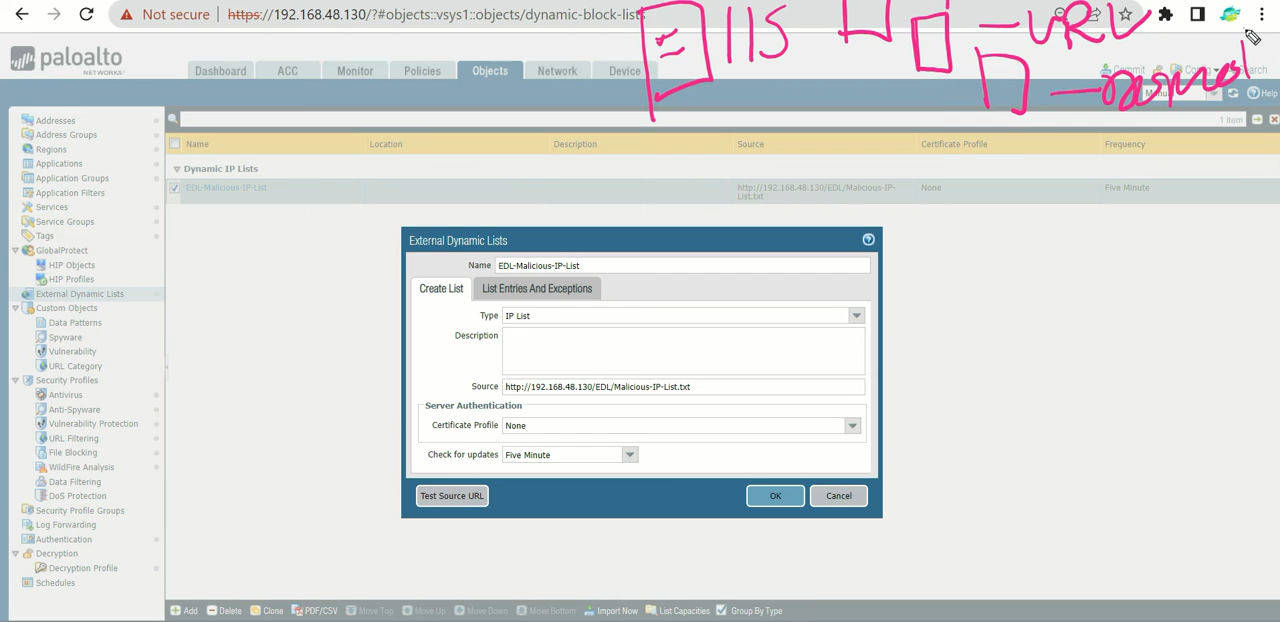 Not secure https://192.168.48.130/?#objects::vsys1::objects/dynamic-block-lists
IIS URL
paloalto
NETWORKS
Dashboard ACC Monitor Policies Objects Network Device
Commit Config Search
Manual Help
1 item
Name Location Description Source Certificate Profile Frequency
Dynamic IP Lists
EDL-Malicious-IP-List http://192.168.48.130/EDL/Malicious-IP- None Five Minute
List.txt
Addresses
Address Groups
Regions
Applications
Application Groups
Application Filters
Services
Service Groups
Tags
GlobalProtect
HIP Objects
HIP Profiles
External Dynamic Lists
Custom Objects
Data Patterns
Spyware
Vulnerability
URL Category
Security Profiles
Antivirus
Anti-Spyware
Vulnerability Protection
URL Filtering
File Blocking
WildFire Analysis
Data Filtering
DoS Protection
Security Profile Groups
Log Forwarding
Authentication
Decryption
Decryption Profile
Schedules
External Dynamic Lists
Name EDL-Malicious-IP-List
Create List List Entries And Exceptions
Type IP List
Description
Source http://192.168.48.130/EDL/Malicious-IP-List.txt
Server Authentication
Certificate Profile None
Check for updates Five Minute
Test Source URL OK Cancel
Add Delete Clone PDF/CSV Move Top Move Up Move Down Move Bottom Import Now List Capacities Group By Type